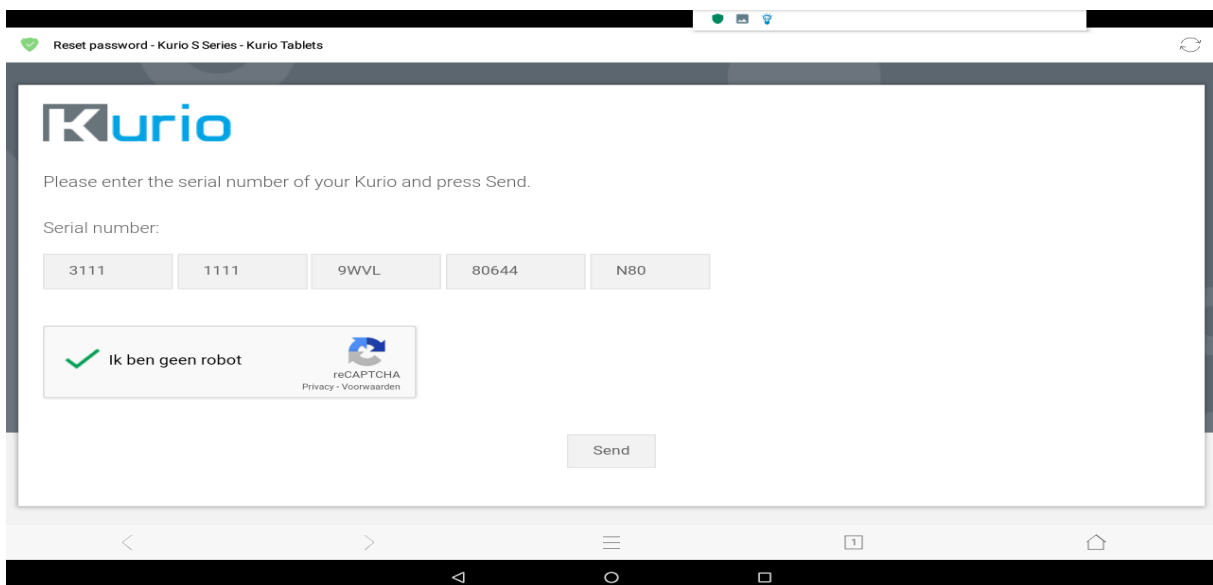 Reset password - Kurio S Series - Kurio Tablets
Kurio
Please enter the serial number of your Kurio and press Send.
Serial number:
3111 1111 9WVL 80644 N80
Ik ben geen robot
reCAPTCHA
Privacy - Voorwaarden
Send
1